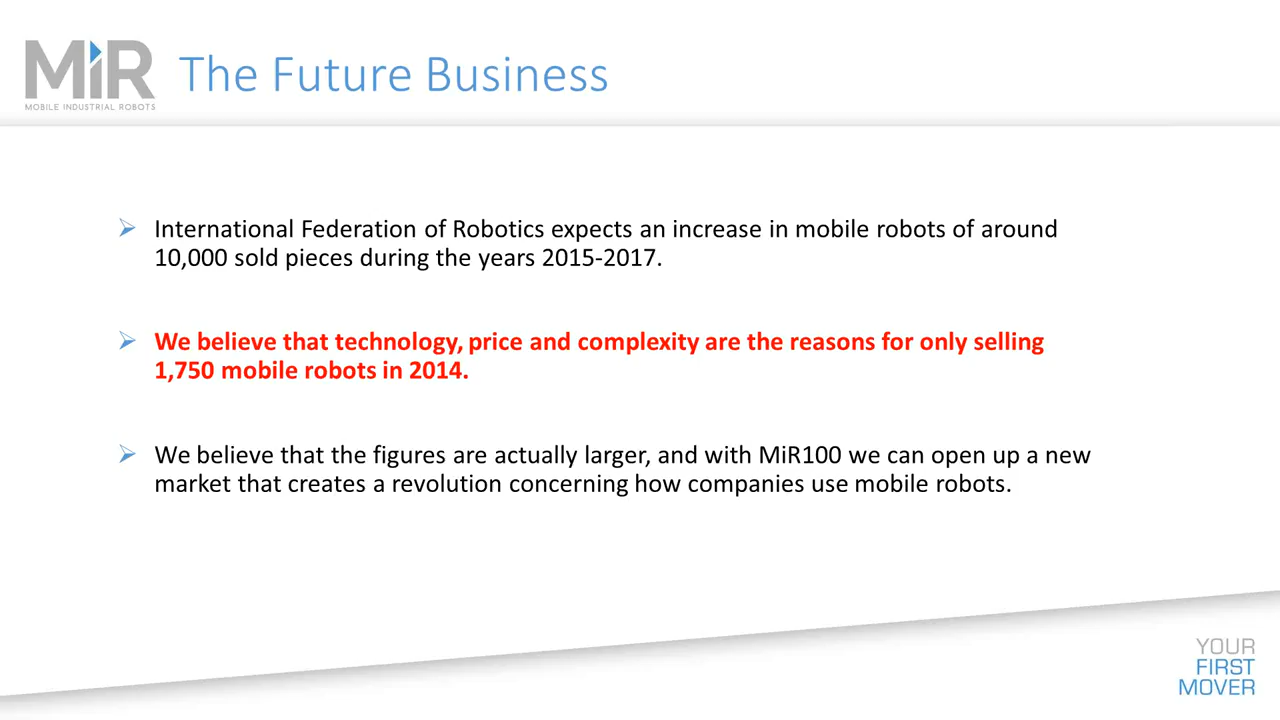 MiR
MOBILE INDUSTRIAL ROBOTS
The Future Business
International Federation of Robotics expects an increase in mobile robots of around
10,000 sold pieces during the years 2015-2017.
We believe that technology, price and complexity are the reasons for only selling
1,750 mobile robots in 2014.
We believe that the figures are actually larger, and with MiR100 we can open up a new
market that creates a revolution concerning how companies use mobile robots.
YOUR
FIRST
MOVER